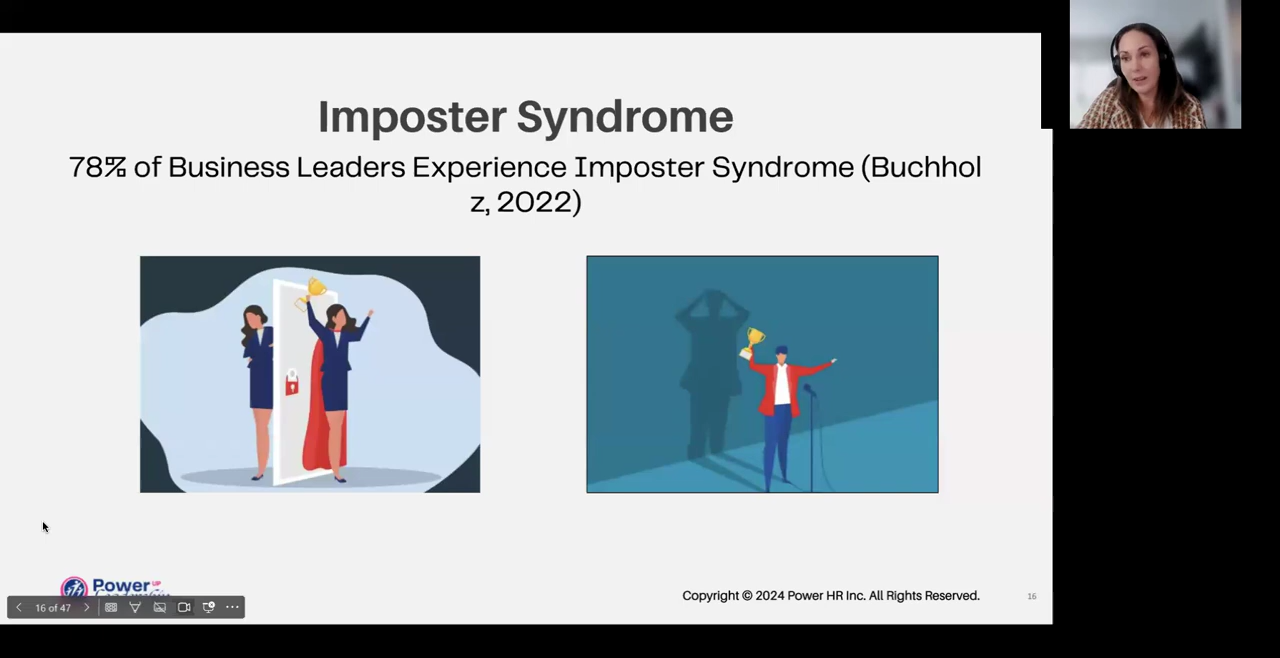 Imposter Syndrome
78% of Business Leaders Experience Imposter Syndrome (Buchhol
z, 2022)
Power
Copyright © 2024 Power HR Inc. All Rights Reserved.
16
16 of 47